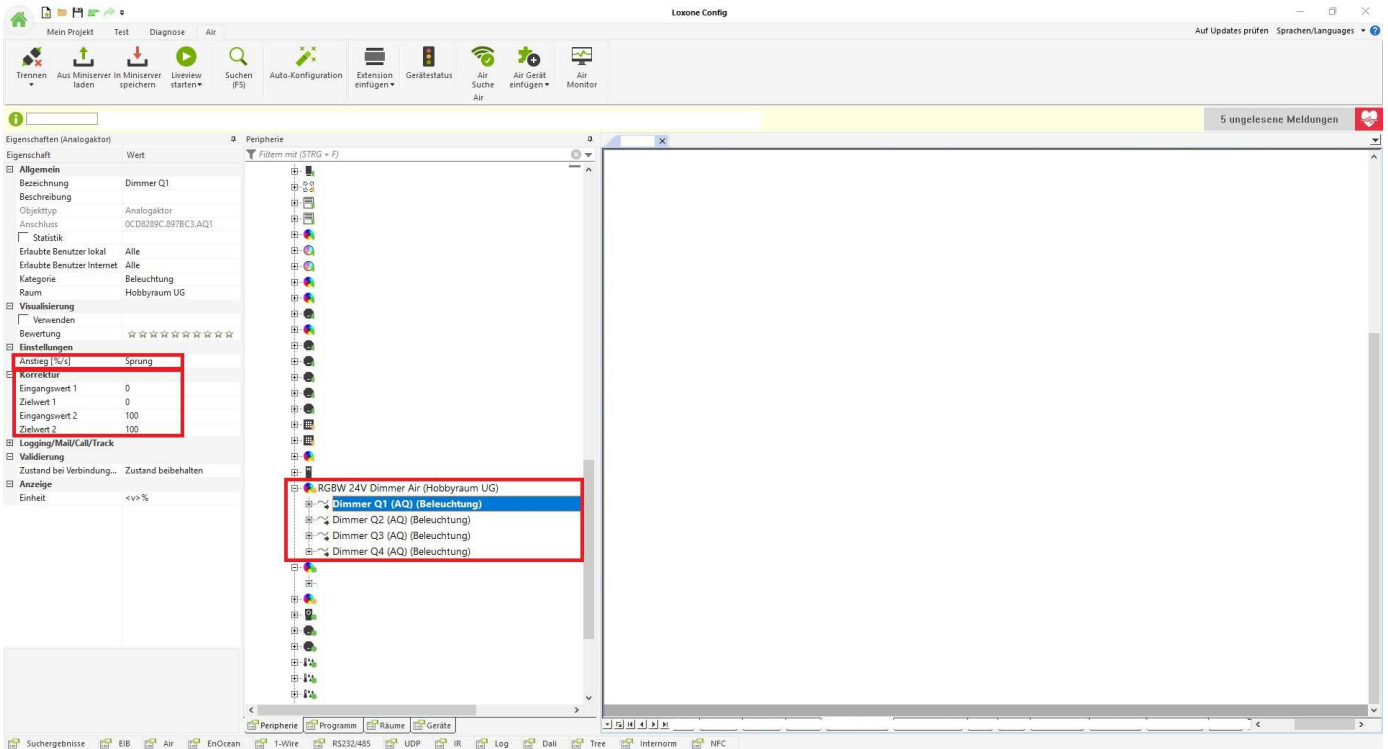 Loxone Config
Mein Projekt Test Diagnose Air
Auf Updates prüfen Sprachen/Languages
Trennen
Aus Miniserver laden
In Miniserver speichern
Liveview starten
Suchen (F5)
Auto-Konfiguration
Extension einfügen
Gerätestatus
Air Suche
Air Gerät einfügen
Air Monitor
Air
5 ungelesene Meldungen
Eigenschaften (Analogaktor)
Eigenschaft Wert
Allgemein
Bezeichnung Dimmer Q1
Beschreibung
Objekttyp Analogaktor
Anschluss 0CD8289C.897BC3.AQ1
Statistik
Erlaubte Benutzer lokal Alle
Erlaubte Benutzer Internet Alle
Kategorie Beleuchtung
Raum Hobbyraum UG
Visualisierung
Verwenden
Bewertung
Einstellungen
Anstieg [%/s] Sprung
Korrektur
Eingangswert 1 0
Zielwert 1 0
Eingangswert 2 100
Zielwert 2 100
Logging/Mail/Call/Track
Validierung
Zustand bei Verbindung... Zustand beibehalten
Anzeige
Einheit <v>%
Peripherie
Filtern mit (STRG + F)
RGBW 24V Dimmer Air (Hobbyraum UG)
Dimmer Q1 (AQ) (Beleuchtung)
Dimmer Q2 (AQ) (Beleuchtung)
Dimmer Q3 (AQ) (Beleuchtung)
Dimmer Q4 (AQ) (Beleuchtung)
Peripherie Programm Räume Geräte
Suchergebnisse EIB Air EnOcean 1-Wire RS232/485 UDP IR Log Dali Tree Internorm NFC